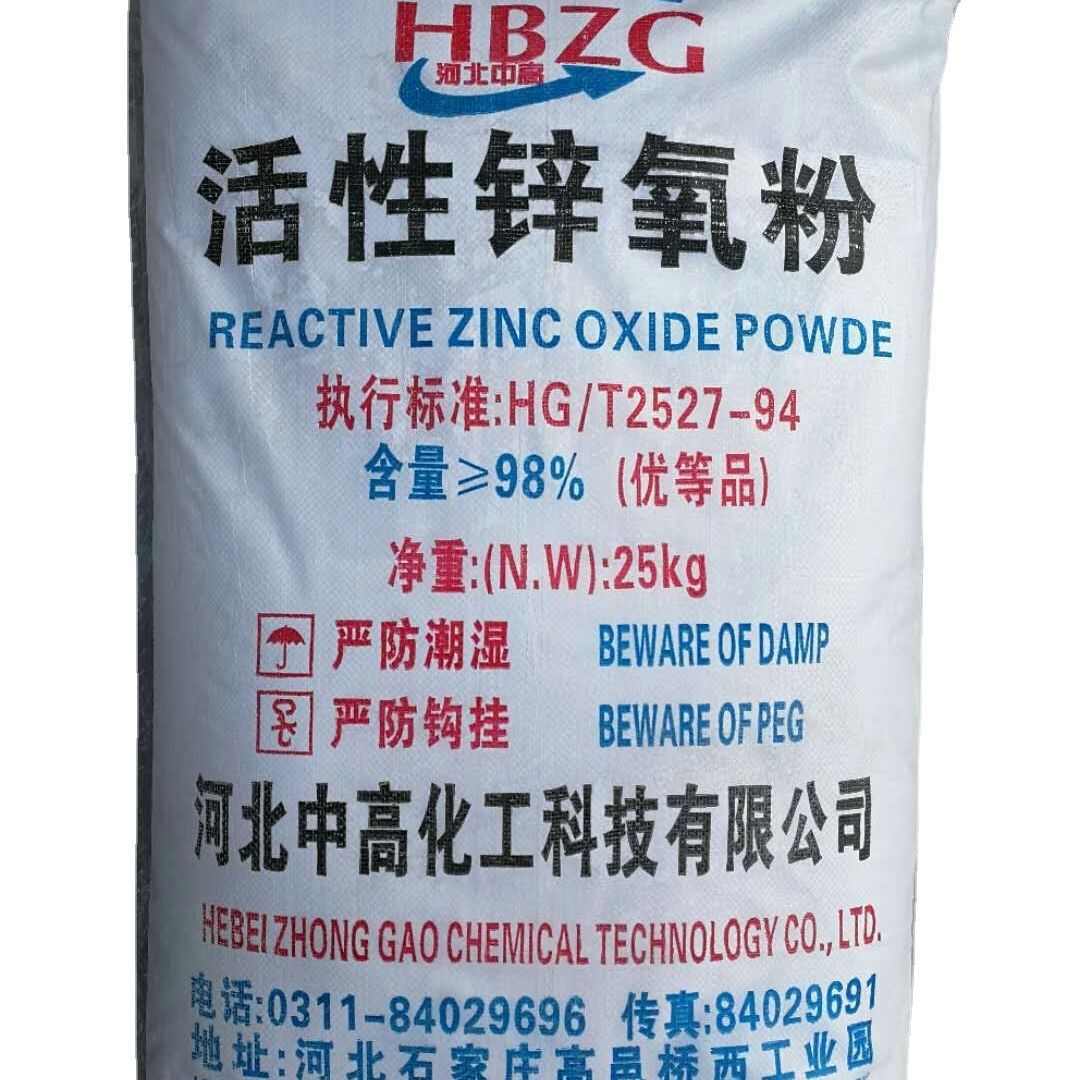 HBZG
河北中高
活性锌氧粉
REACTIVE ZINC OXIDE POWDE
执行标准:HG/T2527-94
含量≥98% (优等品)
净重:(N.W):25kg
严防潮湿 BEWARE OF DAMP
严防钩挂 BEWARE OF PEG
河北中高化工科技有限公司
HEBEI ZHONG GAO CHEMICAL TECHNOLOGY CO., LTD.
电话:0311-84029696 传真:84029691
地址:河北石家庄高邑桥西工业园